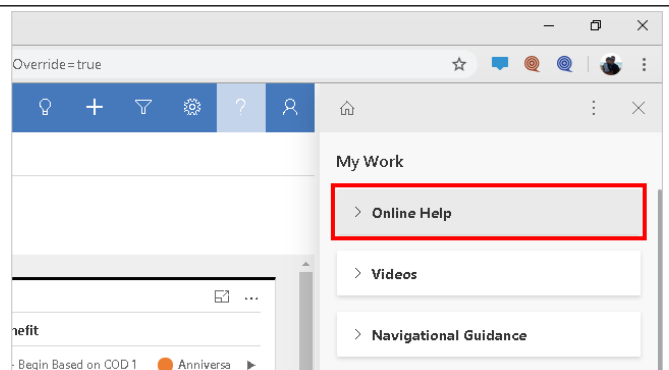 Override=true
?
My Work
> Online Help
> Videos
...
nefit
> Navigational Guidance
- Begin Based on COD 1 Anniversa